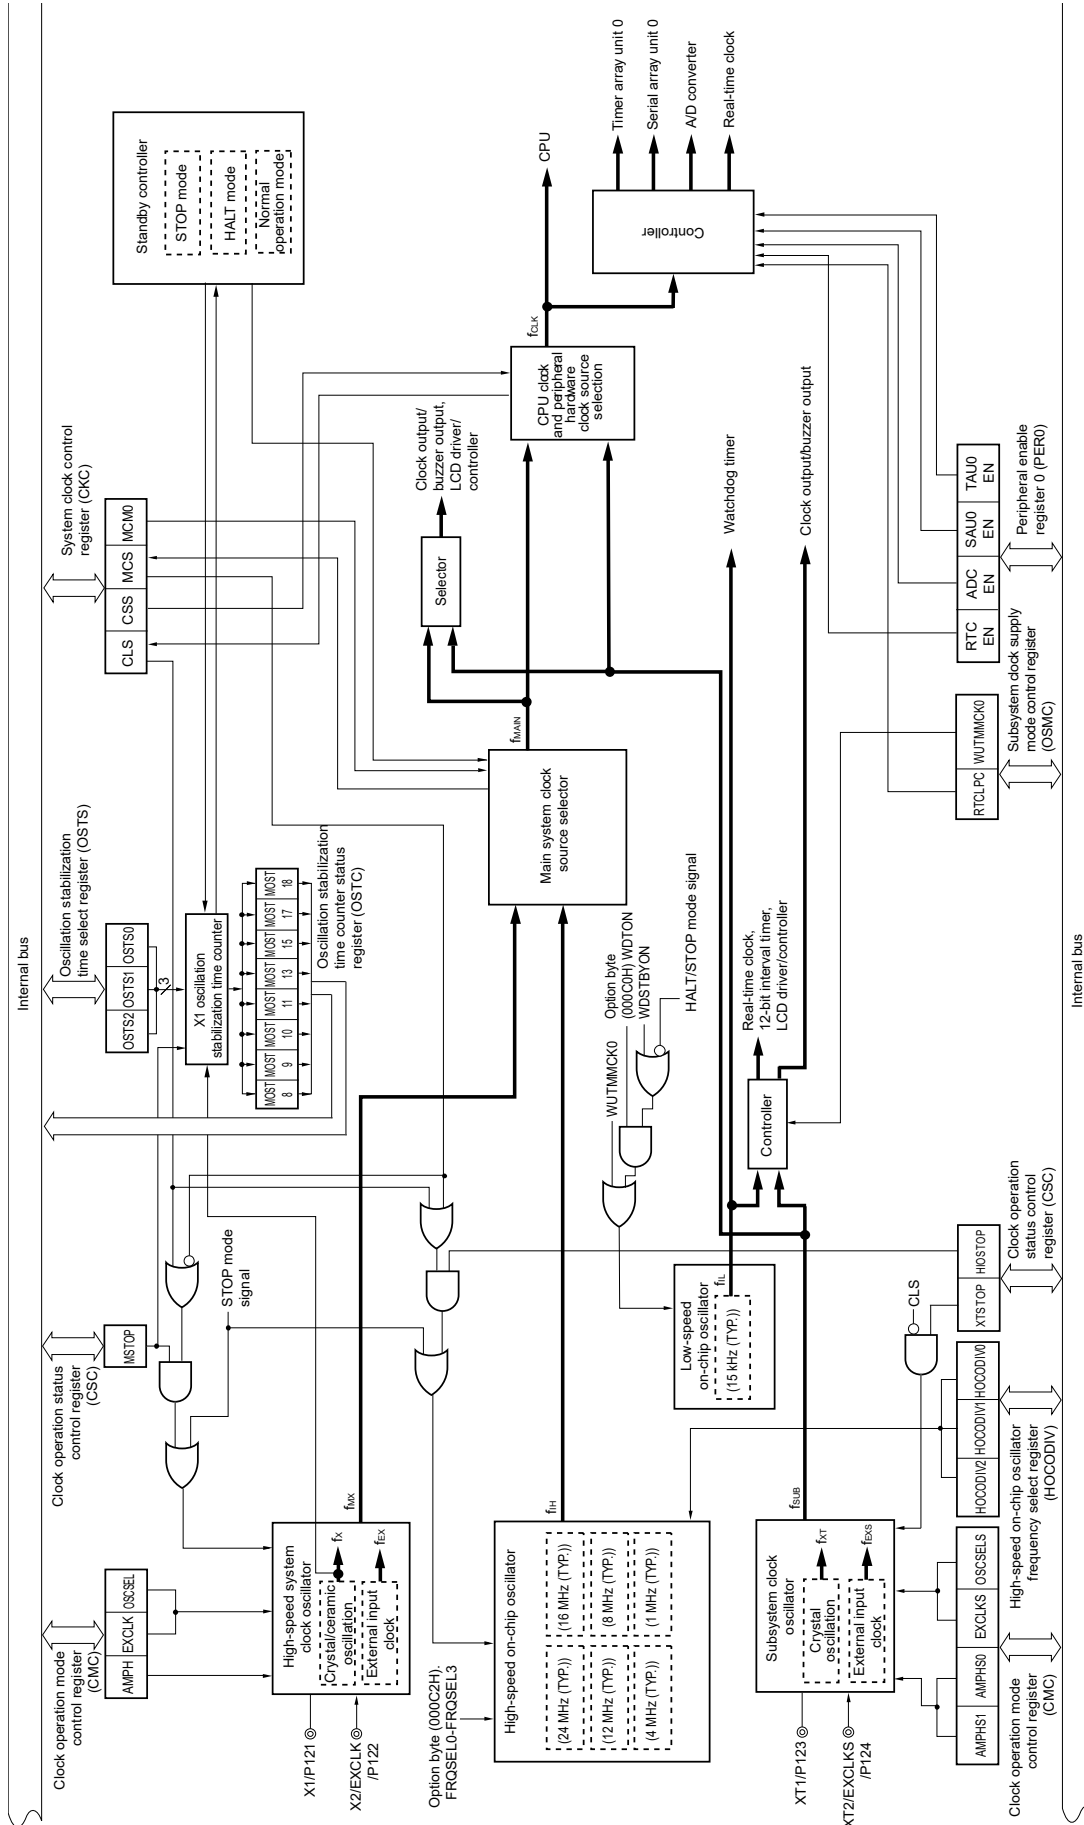 Internal bus
Clock operation mode
control register
(CMC)
AMPH
EXCLK
OSCSEL
Clock operation status
control register
(CSC)
MSTOP
Oscillation stabilization
time select register (OSTS)
OSTS2
OSTS1
OSTS0
3
X1 oscillation
stabilization time counter
MOST
8
MOST
9
MOST
10
MOST
11
MOST
13
MOST
15
MOST
17
MOST
18
Oscillation stabilization
time counter status
register (OSTC)
System clock control
register (CKC)
CLS
CSS
MCS
MCM0
Standby controller
STOP mode
HALT mode
Normal
operation mode
STOP mode
signal
X1/P121
X2/EXCLK
/P122
High-speed system
clock oscillator
Crystal/ceramic
oscillation
External input
clock
fX
fEX
fMX
Main system clock
source selector
fMAIN
Selector
Clock output/
buzzer output,
LCD driver/
controller
CPU clock
and peripheral
hardware
clock source
selection
fCLK
CPU
Controller
Timer array unit 0
Serial array unit 0
A/D converter
Real-time clock
Option byte (000C2H).
FRQSEL0-FRQSEL3
High-speed on-chip oscillator
(24 MHz (TYP.))
(16 MHz (TYP.))
(12 MHz (TYP.))
(8 MHz (TYP.))
(4 MHz (TYP.))
(1 MHz (TYP.))
fIH
WUTMMCK0
Option byte
(000C0H) WDTON
WDSTBYON
HALT/STOP mode signal
Low-speed
on-chip oscillator
(15 kHz (TYP.))
fIL
Watchdog timer
Controller
Real-time clock,
12-bit interval timer,
LCD driver/controller
Clock output/buzzer output
XT1/P123
XT2/EXCLKS
/P124
Subsystem clock
oscillator
Crystal
oscillation
External input
clock
fXT
fEXS
fSUB
CLS
AMPHS1
AMPHS0
EXCLKS
OSCSELS
Clock operation mode
control register
(CMC)
HOCODIV2
HOCODIV1
HOCODIV0
High-speed on-chip oscillator
frequency select register
(HOCODIV)
XTSTOP
HIOSTOP
Clock operation
status control
register (CSC)
RTCLPC
WUTMMCK0
Subsystem clock supply
mode control register
(OSMC)
RTC
EN
ADC
EN
SAU0
EN
TAU0
EN
Peripheral enable
register 0 (PER0)
Internal bus